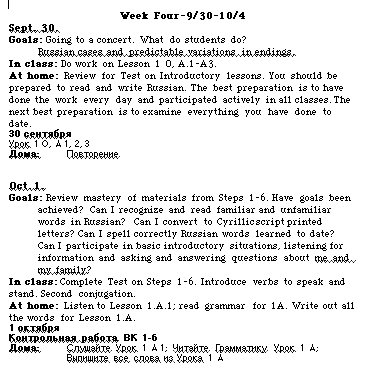 Week Four-9/30-10/4
Sept. 30.
Goals: Going to a concert. What do students do?
Russian cases and predictable variations in endings.
In class: Do work on Lesson 1 O, A.1-A3.
At home: Review for Test on Introductory lessons. You should be
prepared to read and write Russian. The best preparation is to have
done the work every day and participated actively in all classes. The
next best preparation is to examine everything you have done to
date.
30 сентября
Урок 1 О, А 1, 2, 3
Дома: Повторение.
Oct. 1.
Goals: Review mastery of materials from Steps 1-6. Have goals been
achieved? Can I recognize and read familiar and unfamiliar
words in Russian? Can I convert to Cyrillic script printed
letters? Can I spell correctly Russian words learned to date?
Can I participate in basic introductory situations, listening for
information and asking and answering questions about me and
my family?
In class: Complete Test on Steps 1-6. Introduce verbs to speak and
stand. Second conjugation.
At home: Listen to Lesson 1.A.1; read grammar for 1A. Write out all
the words for Lesson 1.A.
1 октября
Контрольная работа ВК 1-6
Дома: Слушайте Урок 1 А 1; Читайте Грамматику Урок 1 А;
Выпишите все слова из Урока 1 А